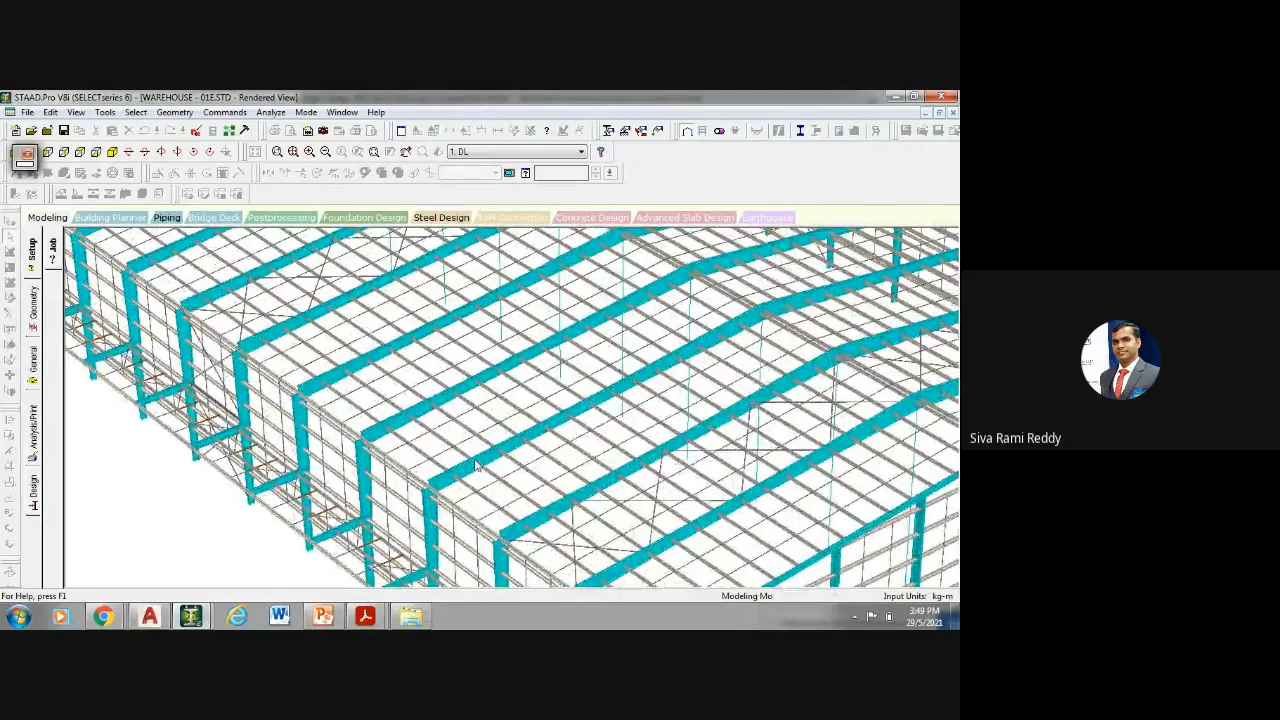 STAAD.Pro V8i (SELECTseries 6) - [WAREHOUSE - 01E.STD - Rendered View]
File Edit View Tools Select Geometry Commands Analyze Mode Window Help
1: DL
Modeling Building Planner Piping Bridge Deck Postprocessing Foundation Design Steel Design RAM Connection Concrete Design Advanced Slab Design Earthquake
Setup
Job
Geometry
General
Analysis/Print
Design
Siva Rami Reddy
For Help, press F1 Modeling Mo Input Units: kg-m
3:49 PM
29/5/2021